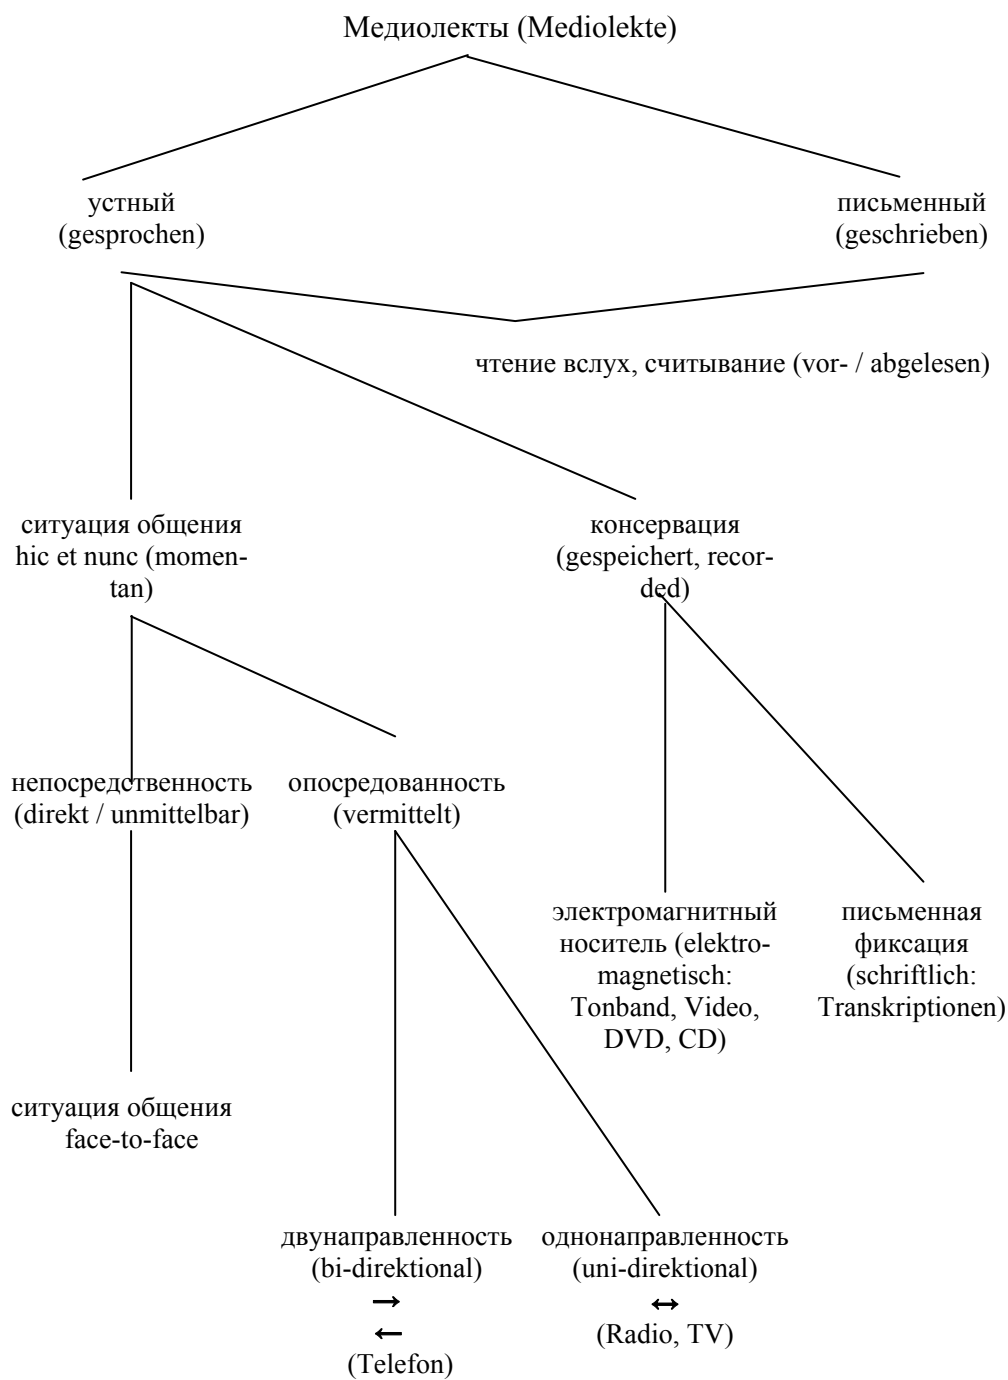 Медиолекты (Mediolekte)
устный
(gesprochen)
письменный
(geschrieben)
чтение вслух, считывание (vor- / abgelesen)
ситуация общения
hic et nunc (momen-
tan)
консервация
(gespeichert, recor-
ded)
непосредственность
(direkt / unmittelbar)
опосредованность
(vermittelt)
электромагнитный
носитель (elektro-
magnetisch:
Tonband, Video,
DVD, CD)
письменная
фиксация
(schriftlich:
Transkriptionen)
ситуация общения
face-to-face
двунаправленность
(bi-direktional)
→
←
(Telefon)
однонаправленность
(uni-direktional)
↔
(Radio, TV)